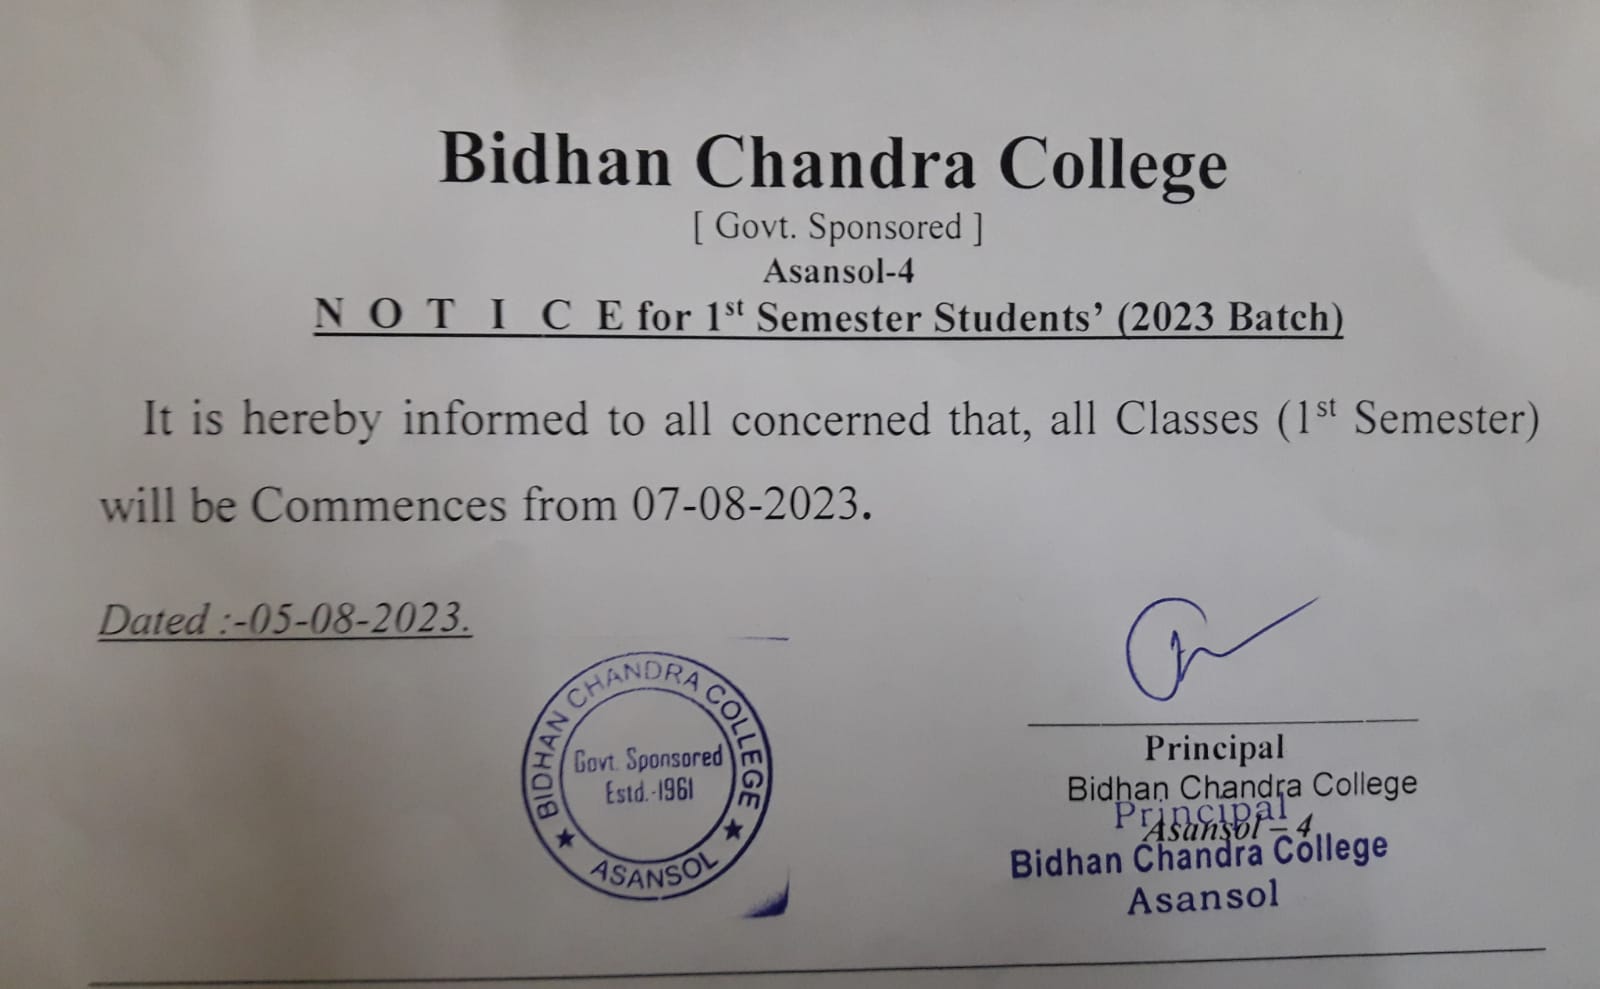 Bidhan Chandra College
[ Govt. Sponsored ]
Asansol-4
N O T I C E for 1st Semester Students’ (2023 Batch)
It is hereby informed to all concerned that, all Classes (1st Semester)
will be Commences from 07-08-2023.
Dated :-05-08-2023.
BIDHAN CHANDRA COLLEGE
Govt. Sponsored
Estd.-1961
★ ASANSOL ★
Principal
Bidhan Chandra College
Asansol – 4
Principal
Bidhan Chandra College
Asansol